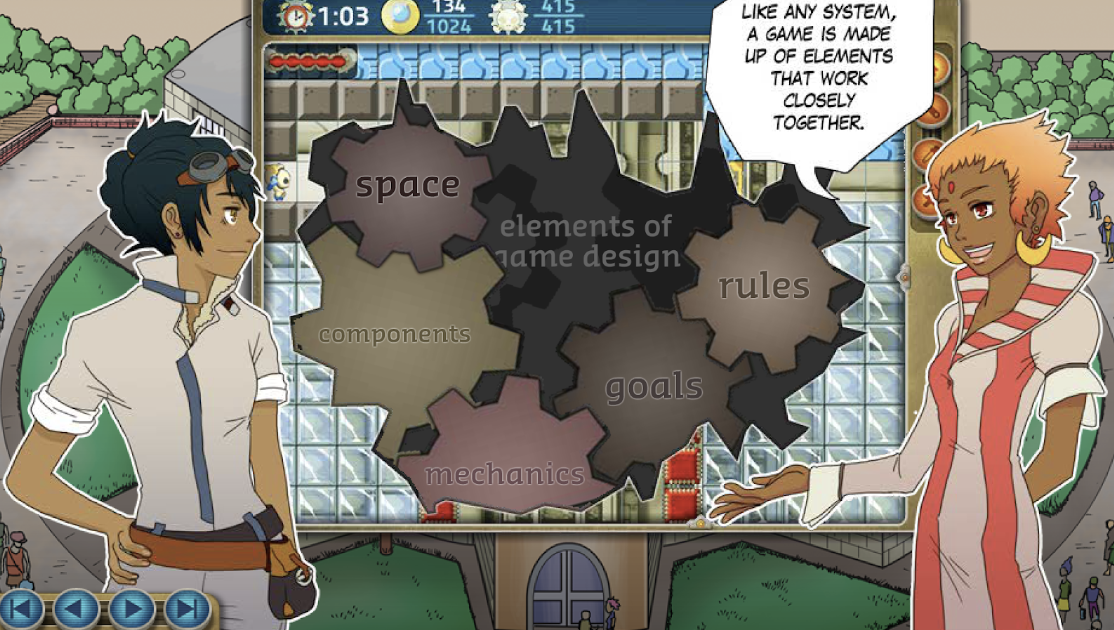 1:03
134
1024
415
415
LIKE ANY SYSTEM,
A GAME IS MADE
UP OF ELEMENTS
THAT WORK
CLOSELY
TOGETHER.
space
elements of
game design
rules
components
goals
mechanics